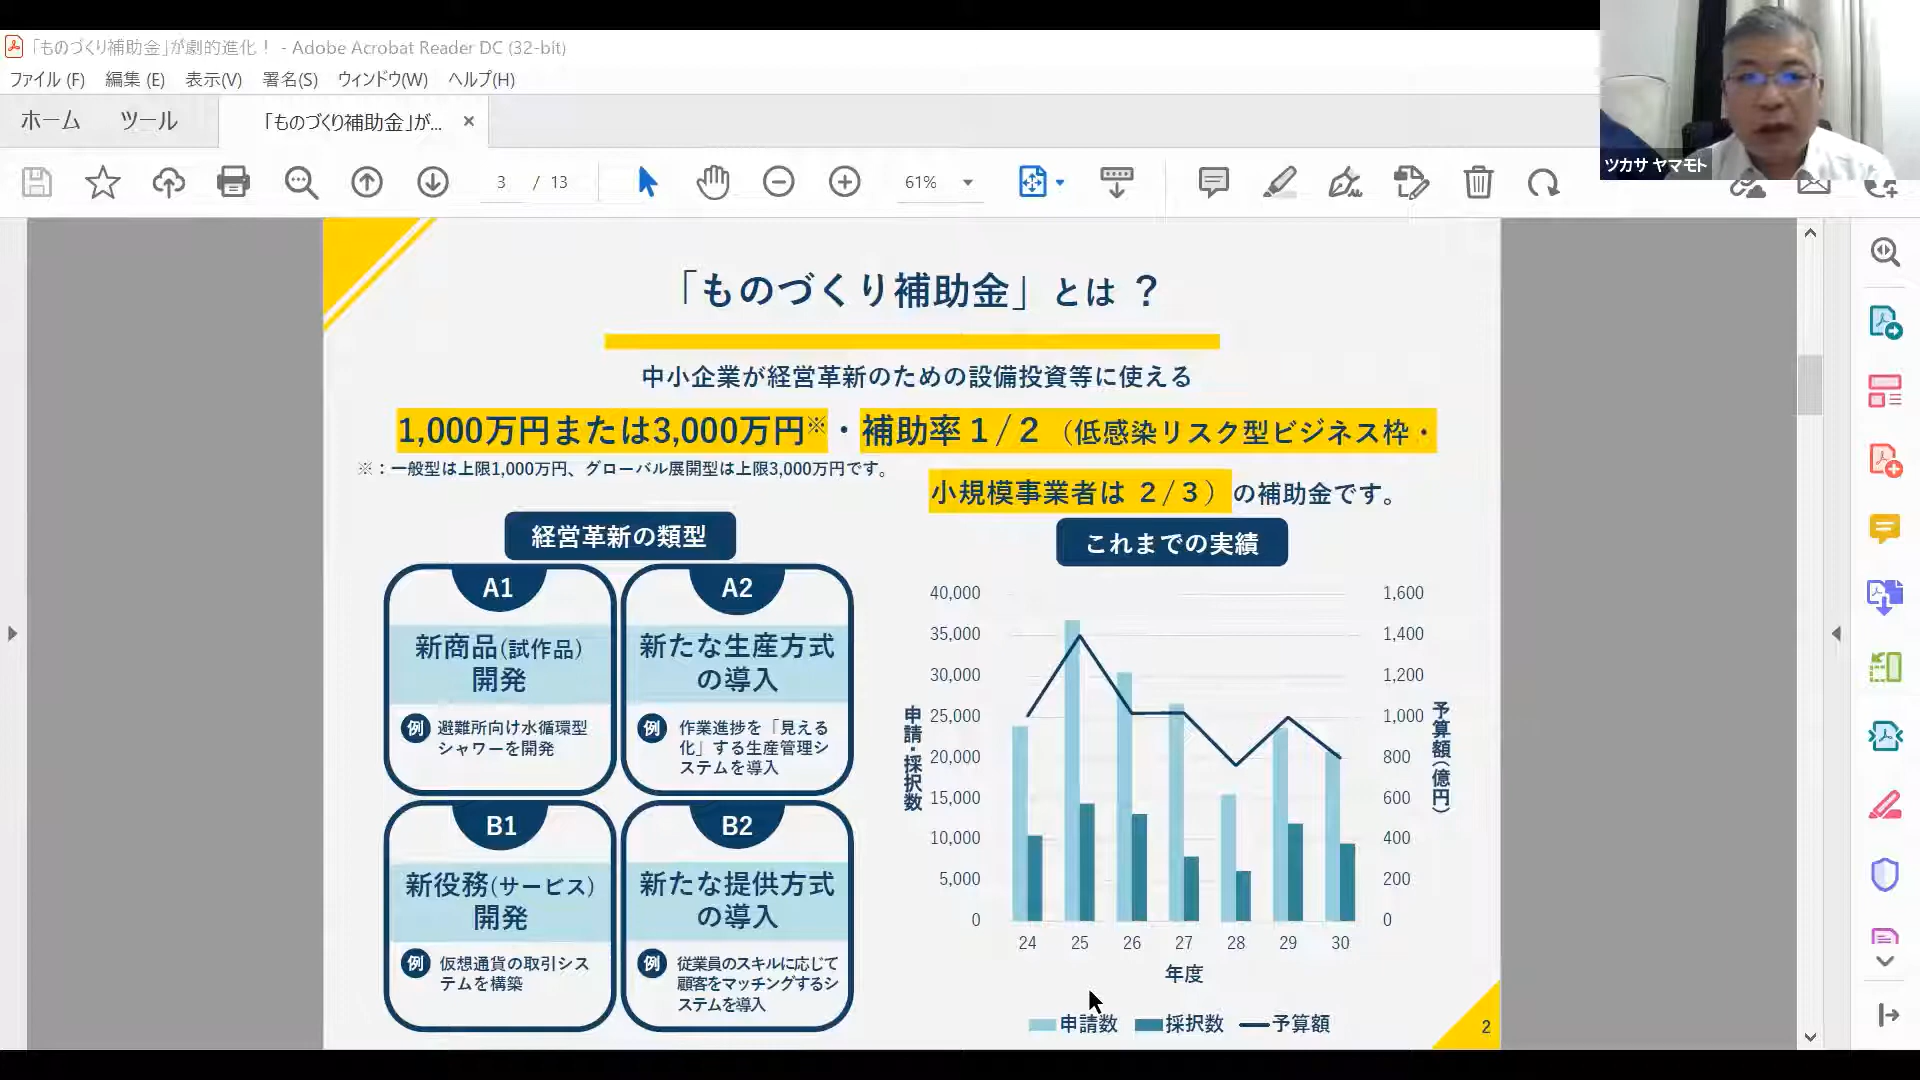 「ものづくり補助金」が劇的進化！ - Adobe Acrobat Reader DC (32-bit)
ファイル (F) 編集 (E) 表示(V) 署名(S) ウィンドウ(W) ヘルプ(H)
ホーム ツール 「ものづくり補助金」が... ×
3 / 13 61%
ツカサ ヤマモト
「ものづくり補助金」とは ？
中小企業が経営革新のための設備投資等に使える
1,000万円または3,000万円※・補助率１/２（低感染リスク型ビジネス枠・
※：一般型は上限1,000万円、グローバル展開型は上限3,000万円です。
小規模事業者は ２/３）の補助金です。
経営革新の類型
A1
新商品(試作品)
開発
例 避難所向け水循環型
シャワーを開発
A2
新たな生産方式
の導入
例 作業進捗を「見える
化」する生産管理シ
ステムを導入
B1
新役務(サービス)
開発
例 仮想通貨の取引シス
テムを構築
B2
新たな提供方式
の導入
例 従業員のスキルに応じて
顧客をマッチングするシ
ステムを導入
これまでの実績
申請・採択数
40,000
35,000
30,000
25,000
20,000
15,000
10,000
5,000
0
1,600
1,400
1,200
1,000
800
600
400
200
0
予算額(億円)
24 25 26 27 28 29 30
年度
申請数 採択数 予算額
2